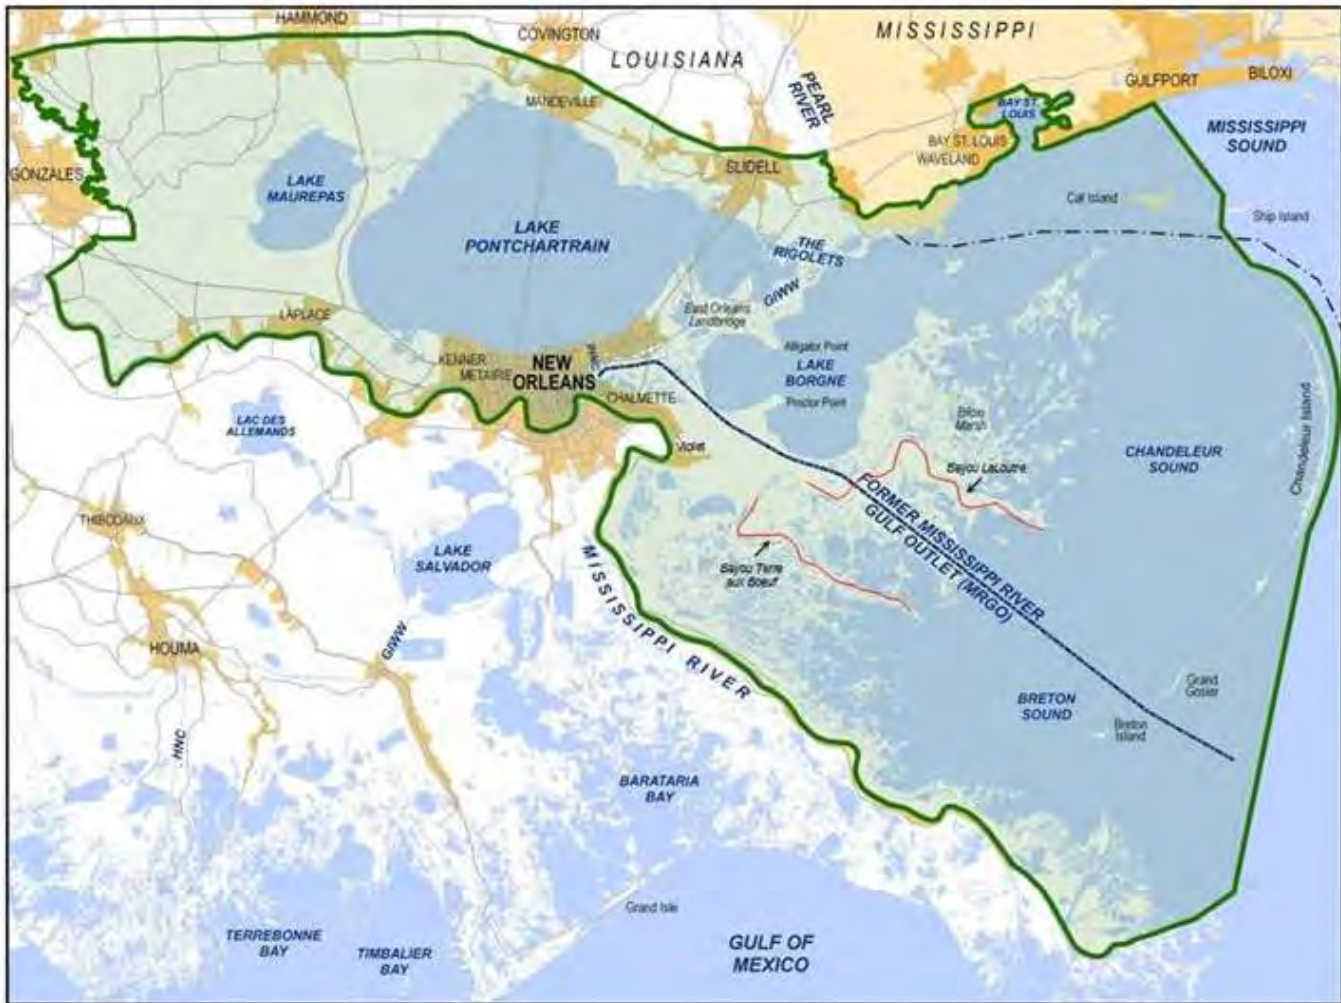 HAMMOND
COVINGTON
LOUISIANA
MISSISSIPPI
GULFPORT
BILOXI
MANDEVILLE
PEARL
RIVER
BAY ST.
LOUIS
MISSISSIPPI
SOUND
BAY ST. LOUIS
WAVELAND
GONZALES
SLIDELL
LAKE
MAUREPAS
Cat Island
Ship Island
LAKE
PONTCHARTRAIN
THE
RIGOLETS
GIWW
East Orleans
Landbridge
LAPLACE
KENNER
METAIRIE
NEW
ORLEANS
IHNC
Alligator Point
LAKE
BORGNE
Proctor Point
CHALMETTE
LAC DES
ALLEMANDS
Biloxi
Marsh
Violet
CHANDELEUR
SOUND
Chandeleur Island
Bayou LaLoutre
FORMER MISSISSIPPI RIVER
GULF OUTLET (MRGO)
THIBODAUX
LAKE
SALVADOR
Bayou Terre
aux Boeuf
MISSISSIPPI RIVER
HOUMA
GIWW
HNC
Grand
Gosier
BRETON
SOUND
Breton
Island
BARATARIA
BAY
Grand Isle
TERREBONNE
BAY
TIMBALIER
BAY
GULF OF
MEXICO